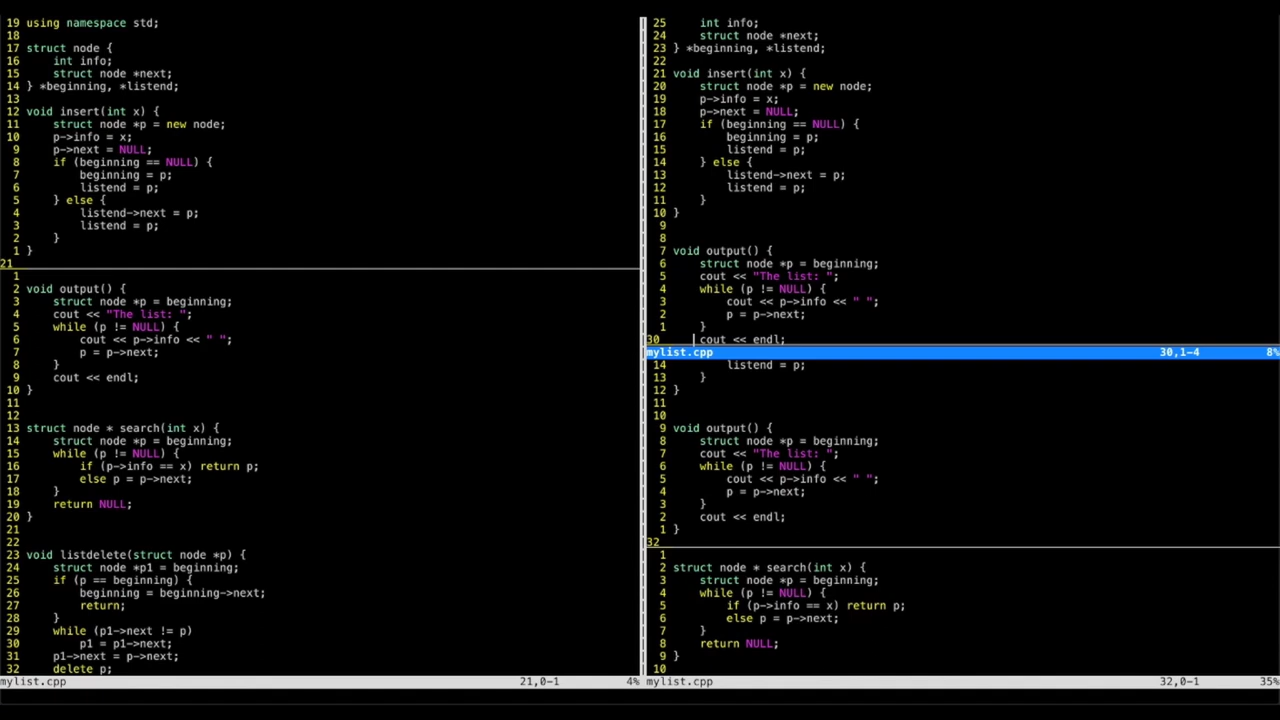 19 using namespace std;
18
17 struct node {
16     int info;
15     struct node *next;
14 } *beginning, *listend;
13
12 void insert(int x) {
11     struct node *p = new node;
10     p->info = x;
9     p->next = NULL;
8     if (beginning == NULL) {
7         beginning = p;
6         listend = p;
5     } else {
4         listend->next = p;
3         listend = p;
2     }
1 }
21
1
2 void output() {
3     struct node *p = beginning;
4     cout << "The list: ";
5     while (p != NULL) {
6         cout << p->info << " ";
7         p = p->next;
8     }
9     cout << endl;
10 }
11
12
13 struct node * search(int x) {
14     struct node *p = beginning;
15     while (p != NULL) {
16         if (p->info == x) return p;
17         else p = p->next;
18     }
19     return NULL;
20 }
21
22
23 void listdelete(struct node *p) {
24     struct node *p1 = beginning;
25     if (p == beginning) {
26         beginning = beginning->next;
27         return;
28     }
29     while (p1->next != p)
30         p1 = p1->next;
31     p1->next = p->next;
32     delete p;
mylist.cpp 21,0-1 4%
25     int info;
24     struct node *next;
23 } *beginning, *listend;
22
21 void insert(int x) {
20     struct node *p = new node;
19     p->info = x;
18     p->next = NULL;
17     if (beginning == NULL) {
16         beginning = p;
15         listend = p;
14     } else {
13         listend->next = p;
12         listend = p;
11     }
10 }
9
8
7 void output() {
6     struct node *p = beginning;
5     cout << "The list: ";
4     while (p != NULL) {
3         cout << p->info << " ";
2         p = p->next;
1     }
30     cout << endl;
mylist.cpp 30,1-4 8%
14         listend = p;
13     }
12 }
11
10
9 void output() {
8     struct node *p = beginning;
7     cout << "The list: ";
6     while (p != NULL) {
5         cout << p->info << " ";
4         p = p->next;
3     }
2     cout << endl;
1 }
32
1
2 struct node * search(int x) {
3     struct node *p = beginning;
4     while (p != NULL) {
5         if (p->info == x) return p;
6         else p = p->next;
7     }
8     return NULL;
9 }
10
mylist.cpp 32,0-1 35%